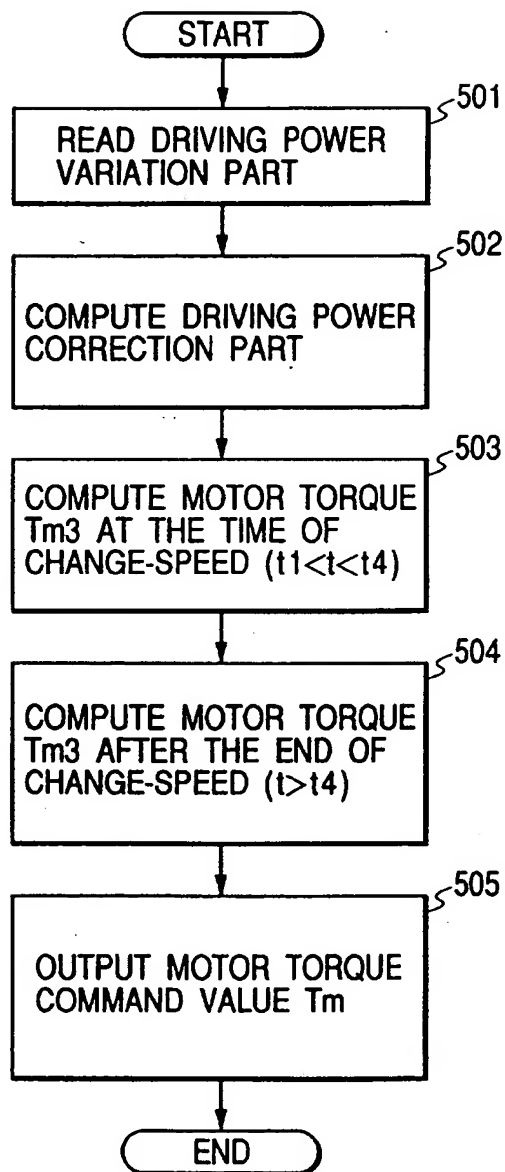 START
501
READ DRIVING POWER
VARIATION PART
502
COMPUTE DRIVING POWER
CORRECTION PART
503
COMPUTE MOTOR TORQUE
Tm3 AT THE TIME OF
CHANGE-SPEED (t1<t<t4)
504
COMPUTE MOTOR TORQUE
Tm3 AFTER THE END OF
CHANGE-SPEED (t>t4)
505
OUTPUT MOTOR TORQUE
COMMAND VALUE Tm
END